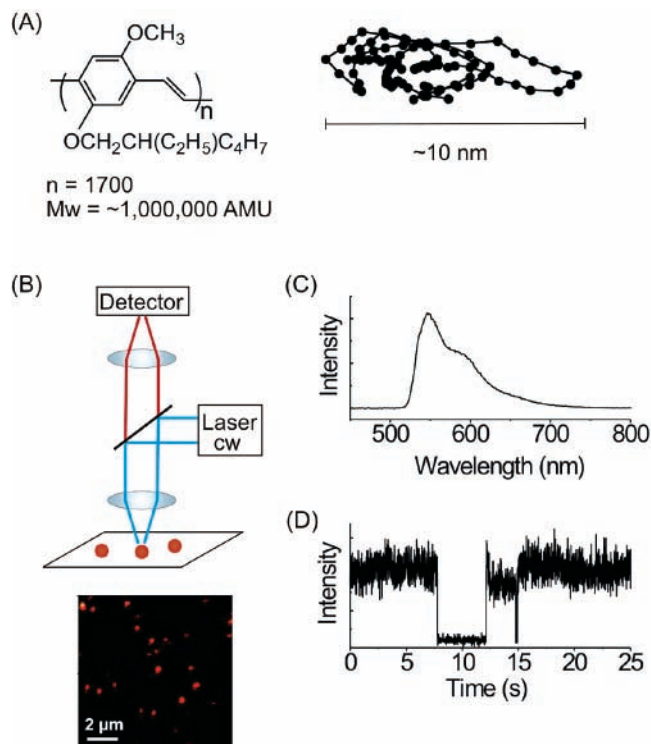 (A)
OCH₃
n
OCH₂CH(C₂H₅)C₄H₇
n = 1700
Mw = ~1,000,000 AMU
~10 nm
(B)
Detector
Laser
cw
2 μm
(C)
Intensity
500 600 700 800
Wavelength (nm)
(D)
Intensity
0 5 10 15 20 25
Time (s)